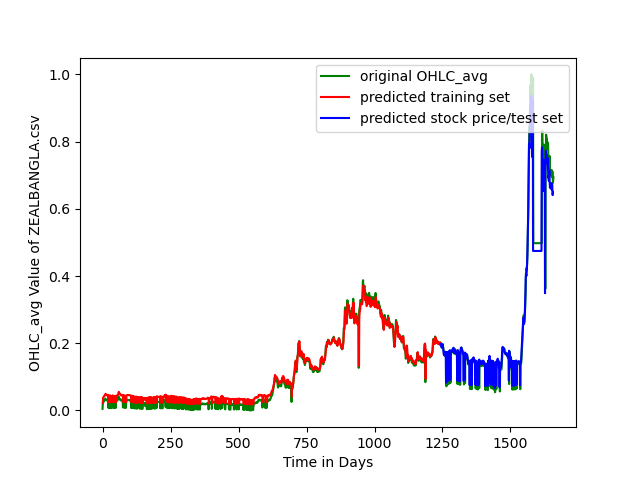 original OHLC_avg
predicted training set
predicted stock price/test set
1.0
0.8
0.6
0.4
0.2
0.0
OHLC_avg Value of ZEALBANGLA.csv
0 250 500 750 1000 1250 1500
Time in Days